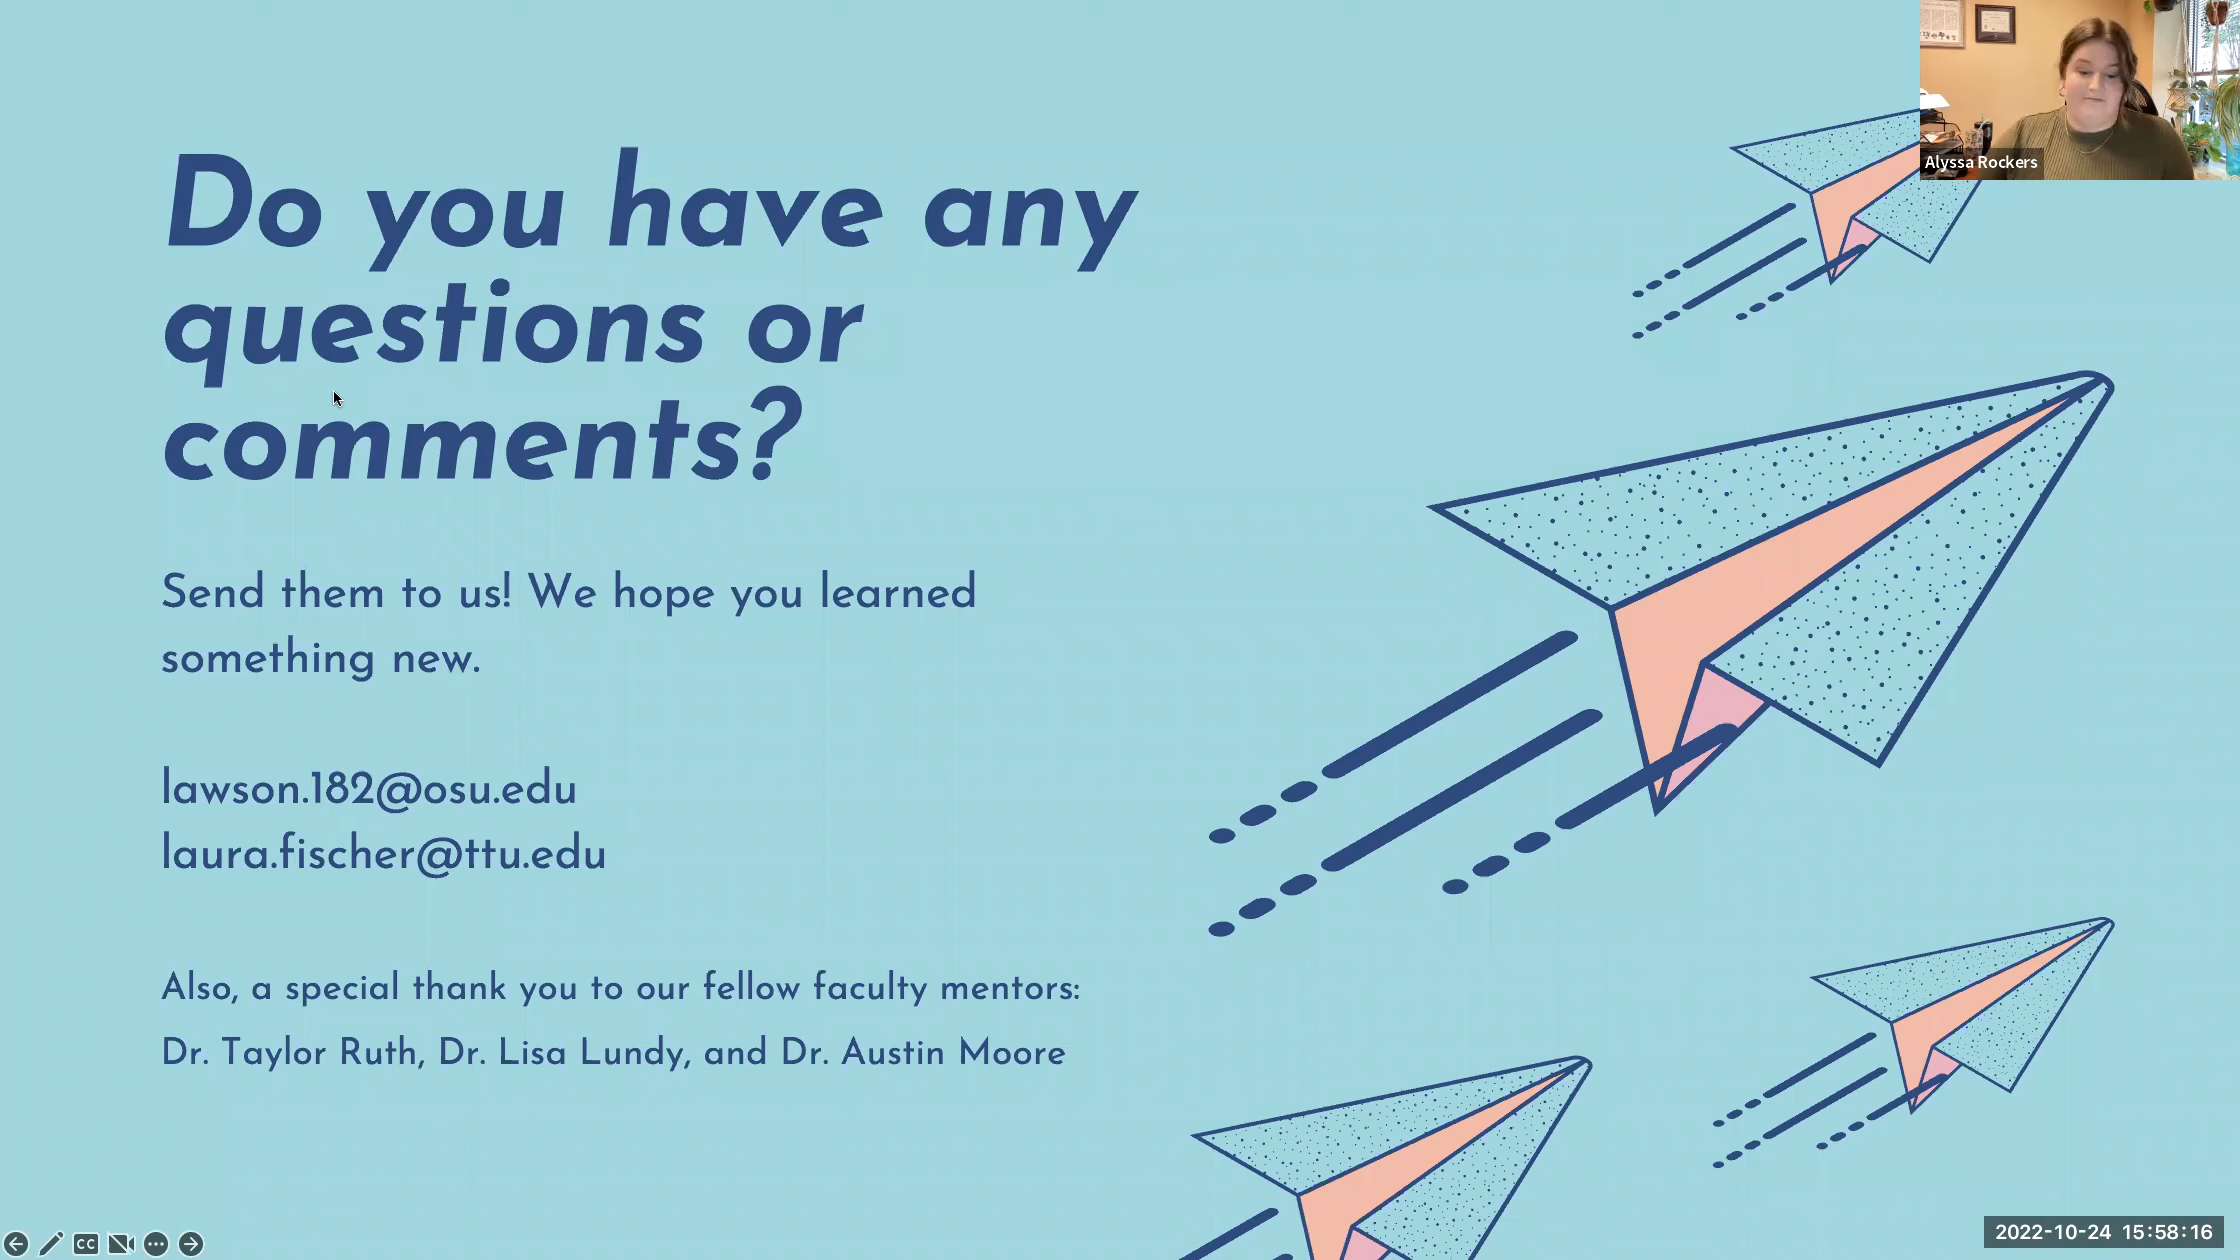 Alyssa Rockers
Do you have any
questions or
comments?
Send them to us! We hope you learned
something new.
lawson.182@osu.edu
laura.fischer@ttu.edu
Also, a special thank you to our fellow faculty mentors:
Dr. Taylor Ruth, Dr. Lisa Lundy, and Dr. Austin Moore
CC
2022-10-24 15:58:16